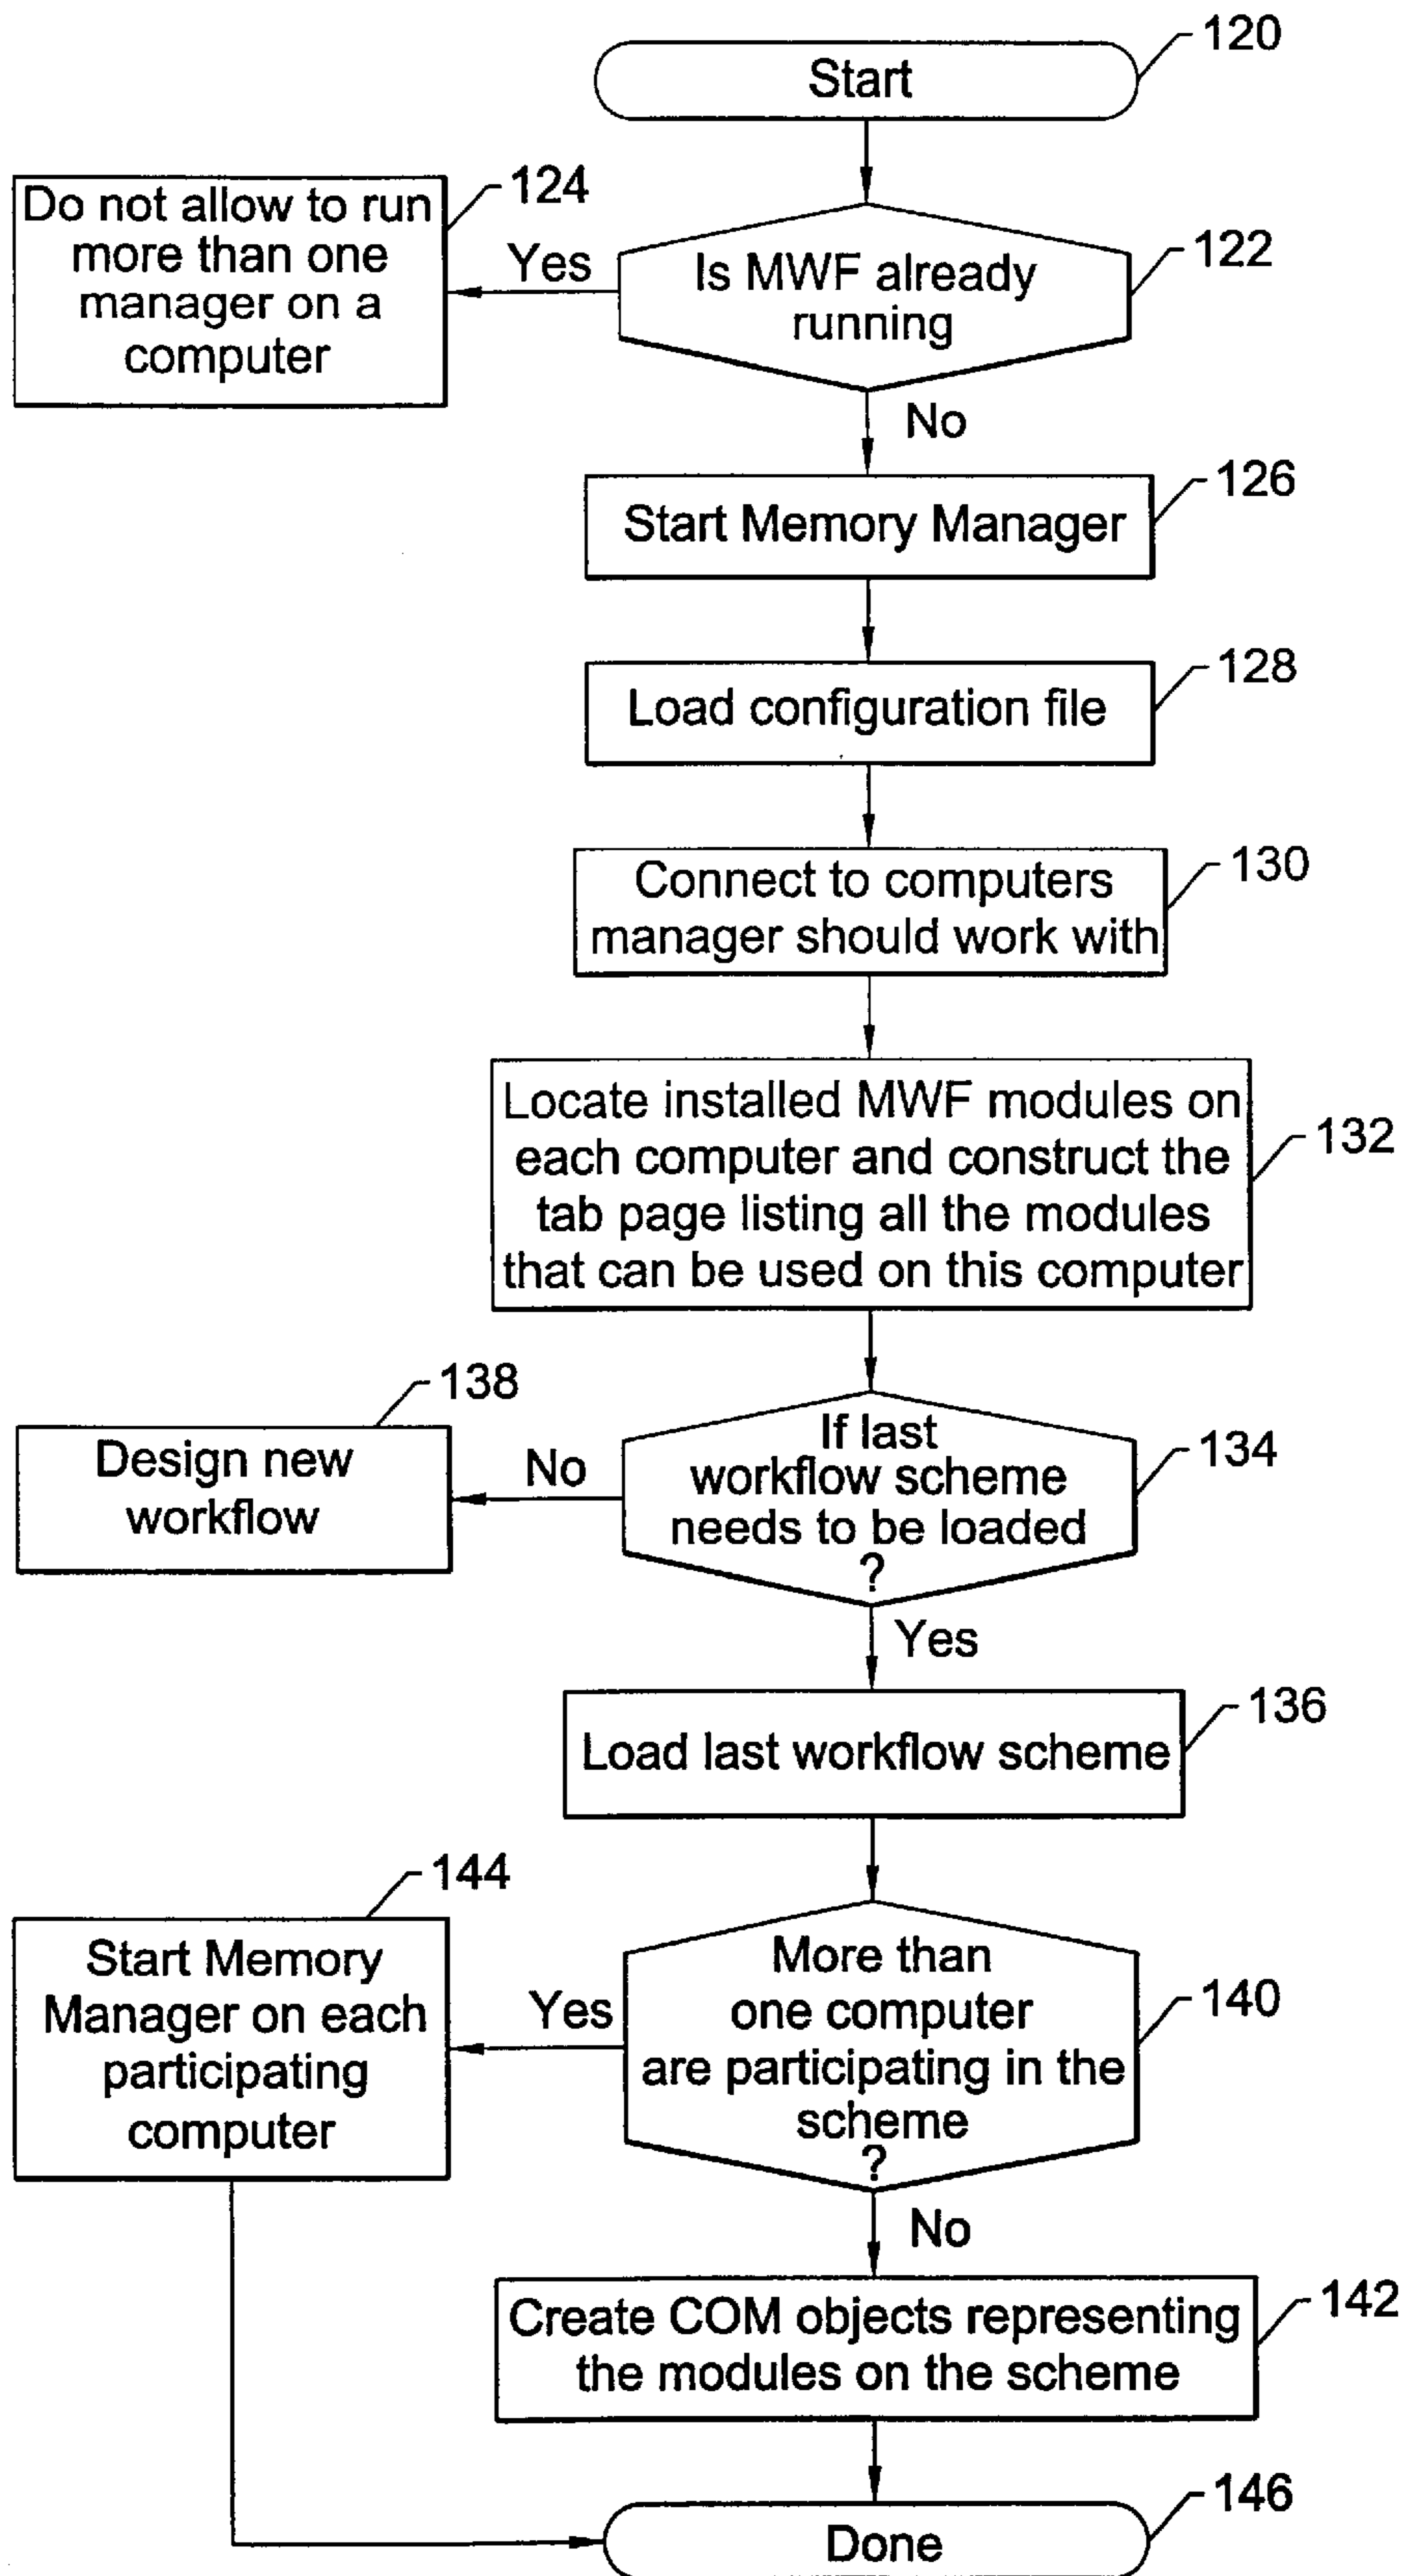 120
Start
124
Do not allow to run
more than one
manager on a
computer
Yes
122
Is MWF already
running
No
126
Start Memory Manager
128
Load configuration file
130
Connect to computers
manager should work with
132
Locate installed MWF modules on
each computer and construct the
tab page listing all the modules
that can be used on this computer
138
Design new
workflow
No
134
If last
workflow scheme
needs to be loaded
?
Yes
136
Load last workflow scheme
144
Start Memory
Manager on each
participating
computer
Yes
140
More than
one computer
are participating in the
scheme
?
No
142
Create COM objects representing
the modules on the scheme
146
Done